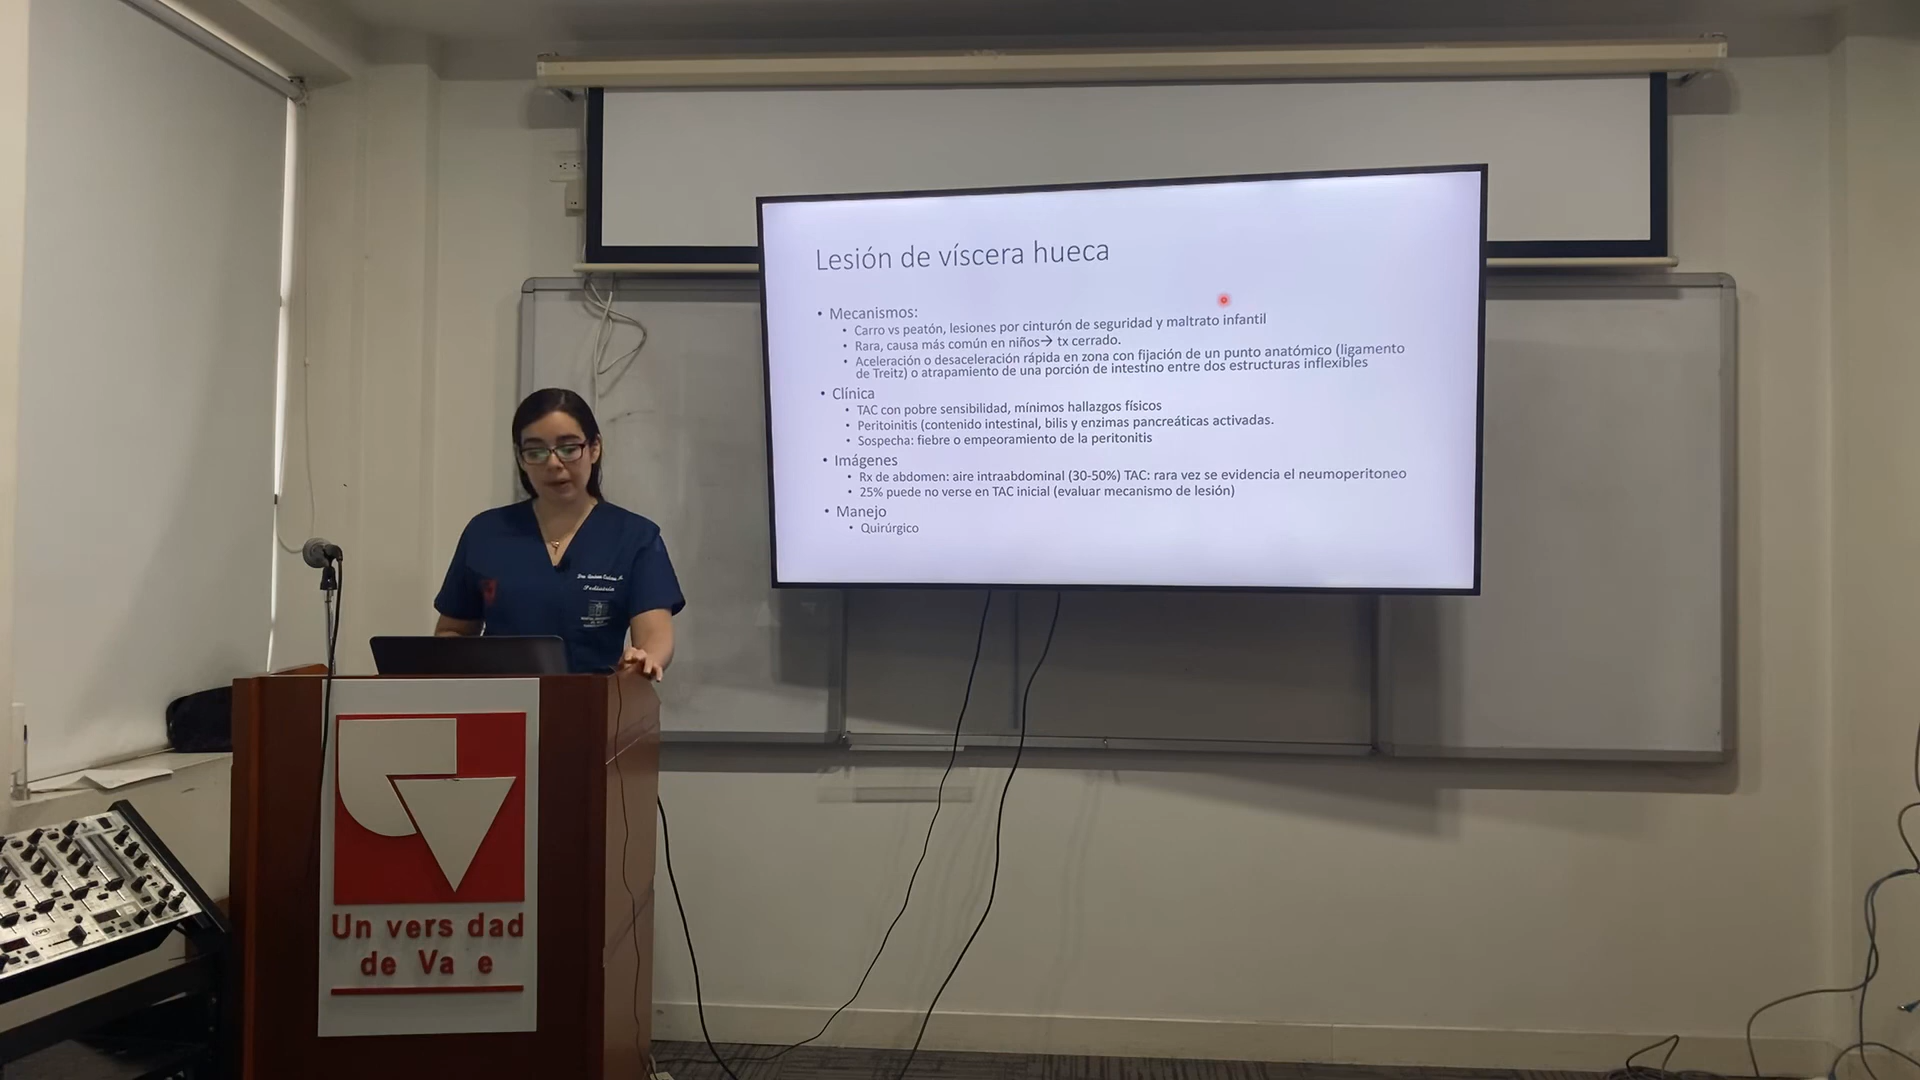 Lesión de víscera hueca
• Mecanismos:
• Carro vs peatón, lesiones por cinturón de seguridad y maltrato infantil
• Rara, causa más común en niños→ tx cerrado.
• Aceleración o desaceleración rápida en zona con fijación de un punto anatómico (ligamento
de Treitz) o atrapamiento de una porción de intestino entre dos estructuras inflexibles
• Clínica
• TAC con pobre sensibilidad, mínimos hallazgos físicos
• Peritoinitis (contenido intestinal, bilis y enzimas pancreáticas activadas.
• Sospecha: fiebre o empeoramiento de la peritonitis
• Imágenes
• Rx de abdomen: aire intraabdominal (30-50%) TAC: rara vez se evidencia el neumoperitoneo
• 25% puede no verse en TAC inicial (evaluar mecanismo de lesión)
• Manejo
• Quirúrgico
Pediatría
Un vers dad
de Va e